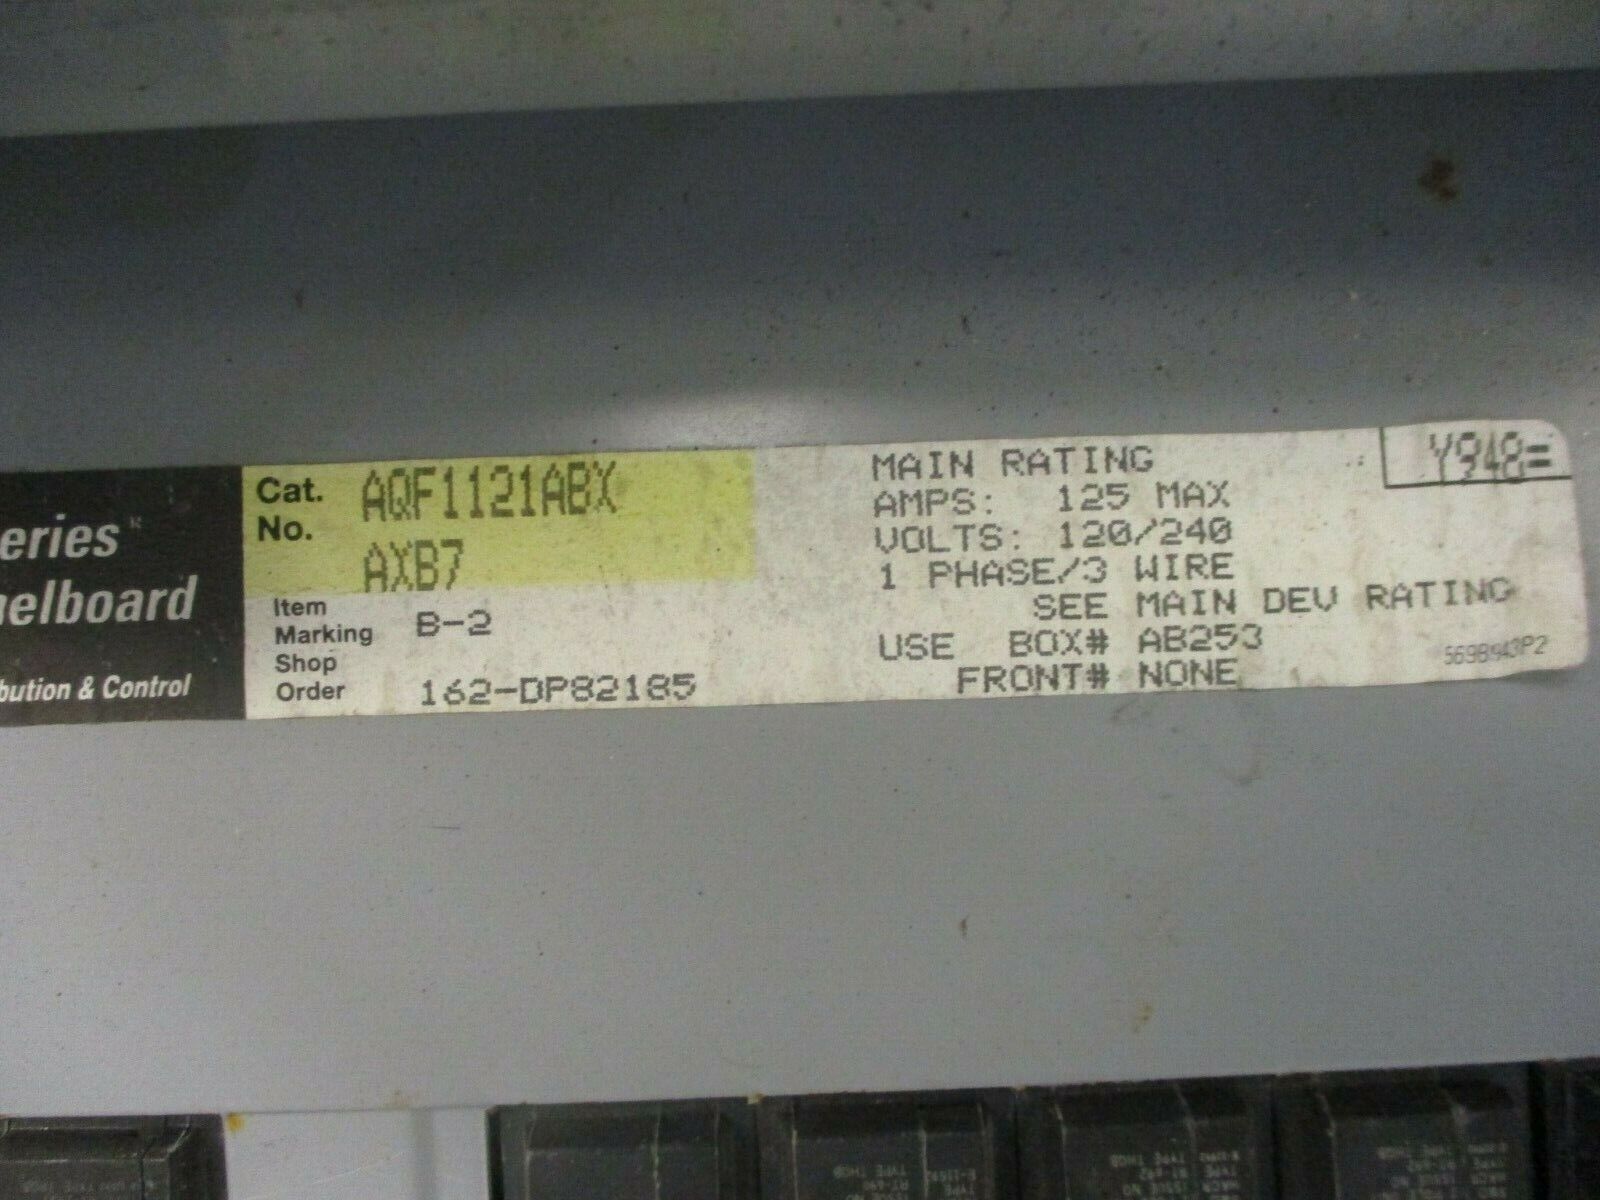 eries
elboard
bution & Control
Cat. No. AQF1121ABX
AXB7
Item Marking B-2
Shop Order 162-DP82185
MAIN RATING
AMPS: 125 MAX
VOLTS: 120/240
1 PHASE/3 WIRE
SEE MAIN DEV RATING
USE BOX# AB253
FRONT# NONE
Y948=
569B943P2